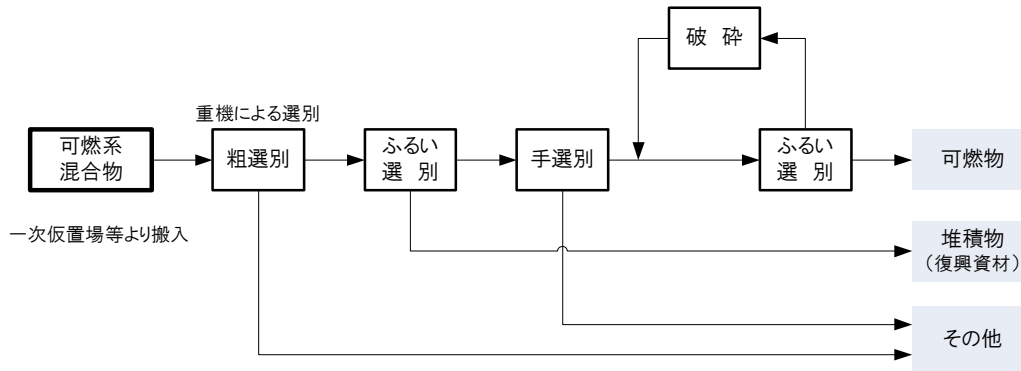 破 砕
重機による選別
可燃系
混合物
粗選別
ふるい
選 別
手選別
ふるい
選 別
可燃物
一次仮置場等より搬入
堆積物
（復興資材）
その他